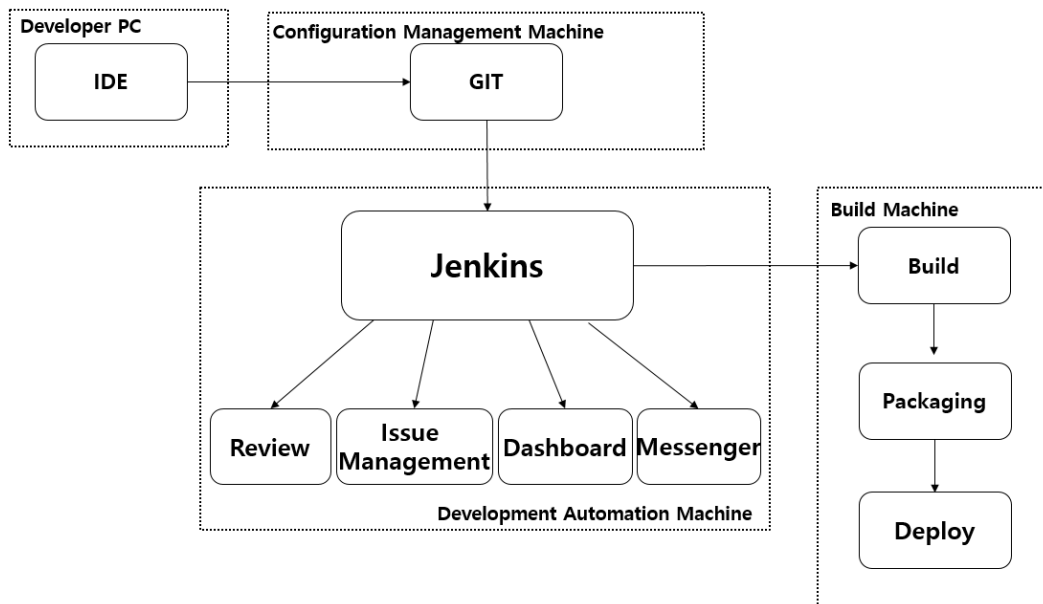 Developer PC
IDE
Configuration Management Machine
GIT
Jenkins
Review
Issue
Management
Dashboard
Messenger
Development Automation Machine
Build Machine
Build
Packaging
Deploy